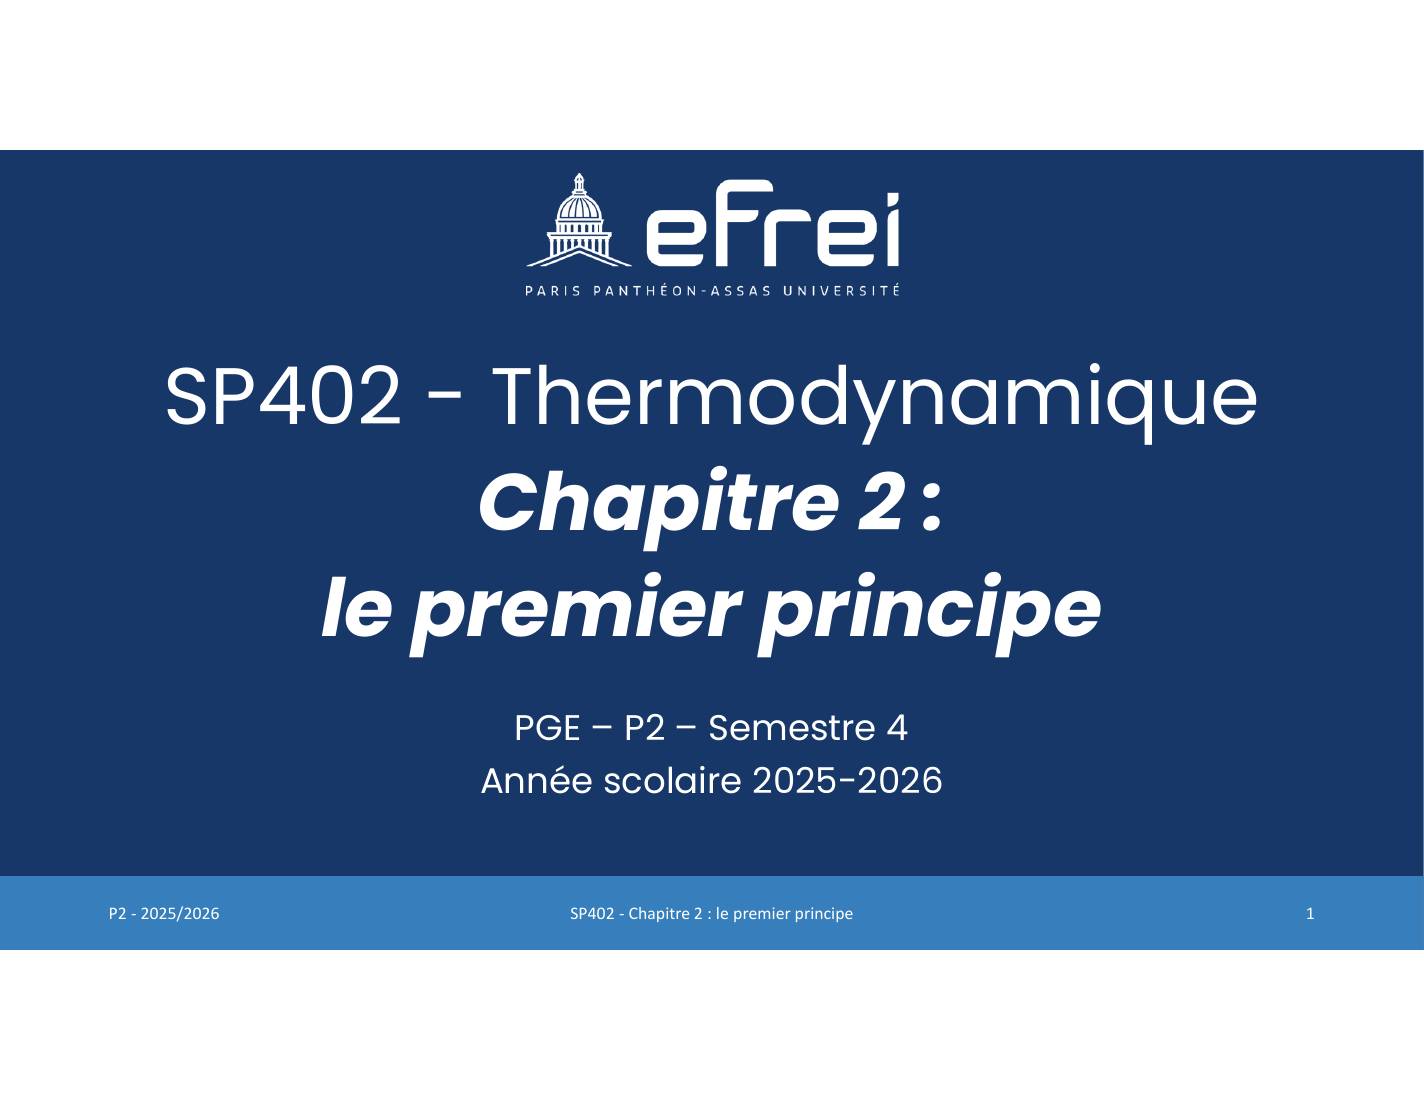 efrei
PARIS PANTHÉON-ASSAS UNIVERSITÉ
SP402 - Thermodynamique
Chapitre 2 :
le premier principe
PGE – P2 – Semestre 4
Année scolaire 2025-2026
P2 - 2025/2026
SP402 - Chapitre 2 : le premier principe
1